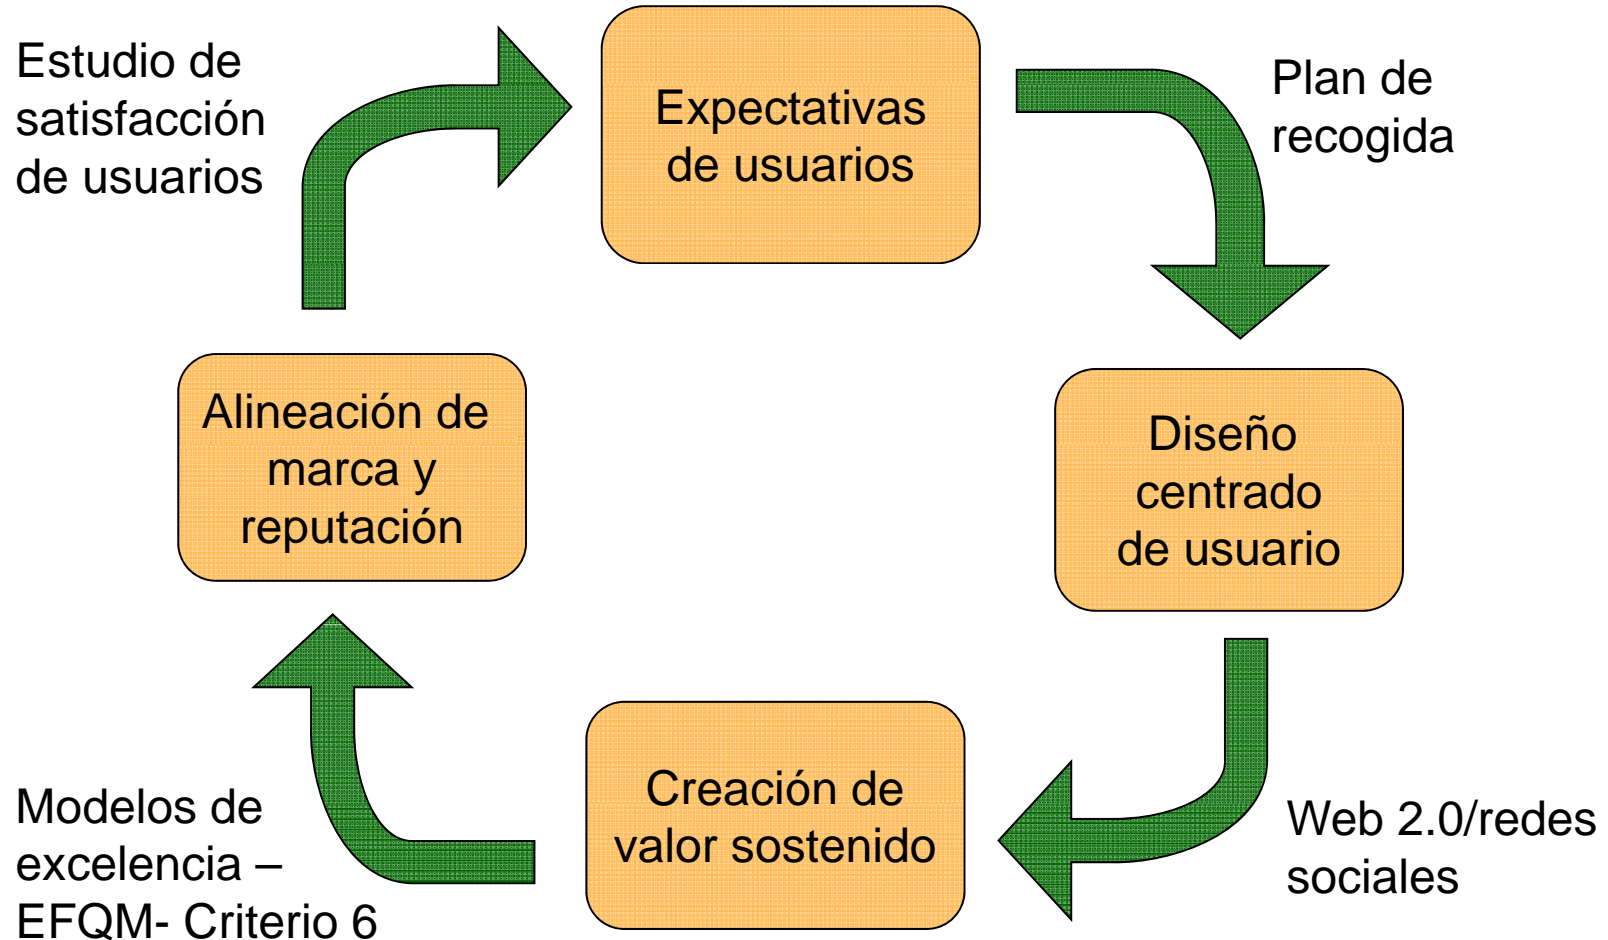 Estudio de
satisfacción
de usuarios
Expectativas
de usuarios
Plan de
recogida
Alineación de
marca y
reputación
Diseño
centrado
de usuario
Creación de
valor sostenido
Modelos de
excelencia –
EFQM- Criterio 6
Web 2.0/redes
sociales